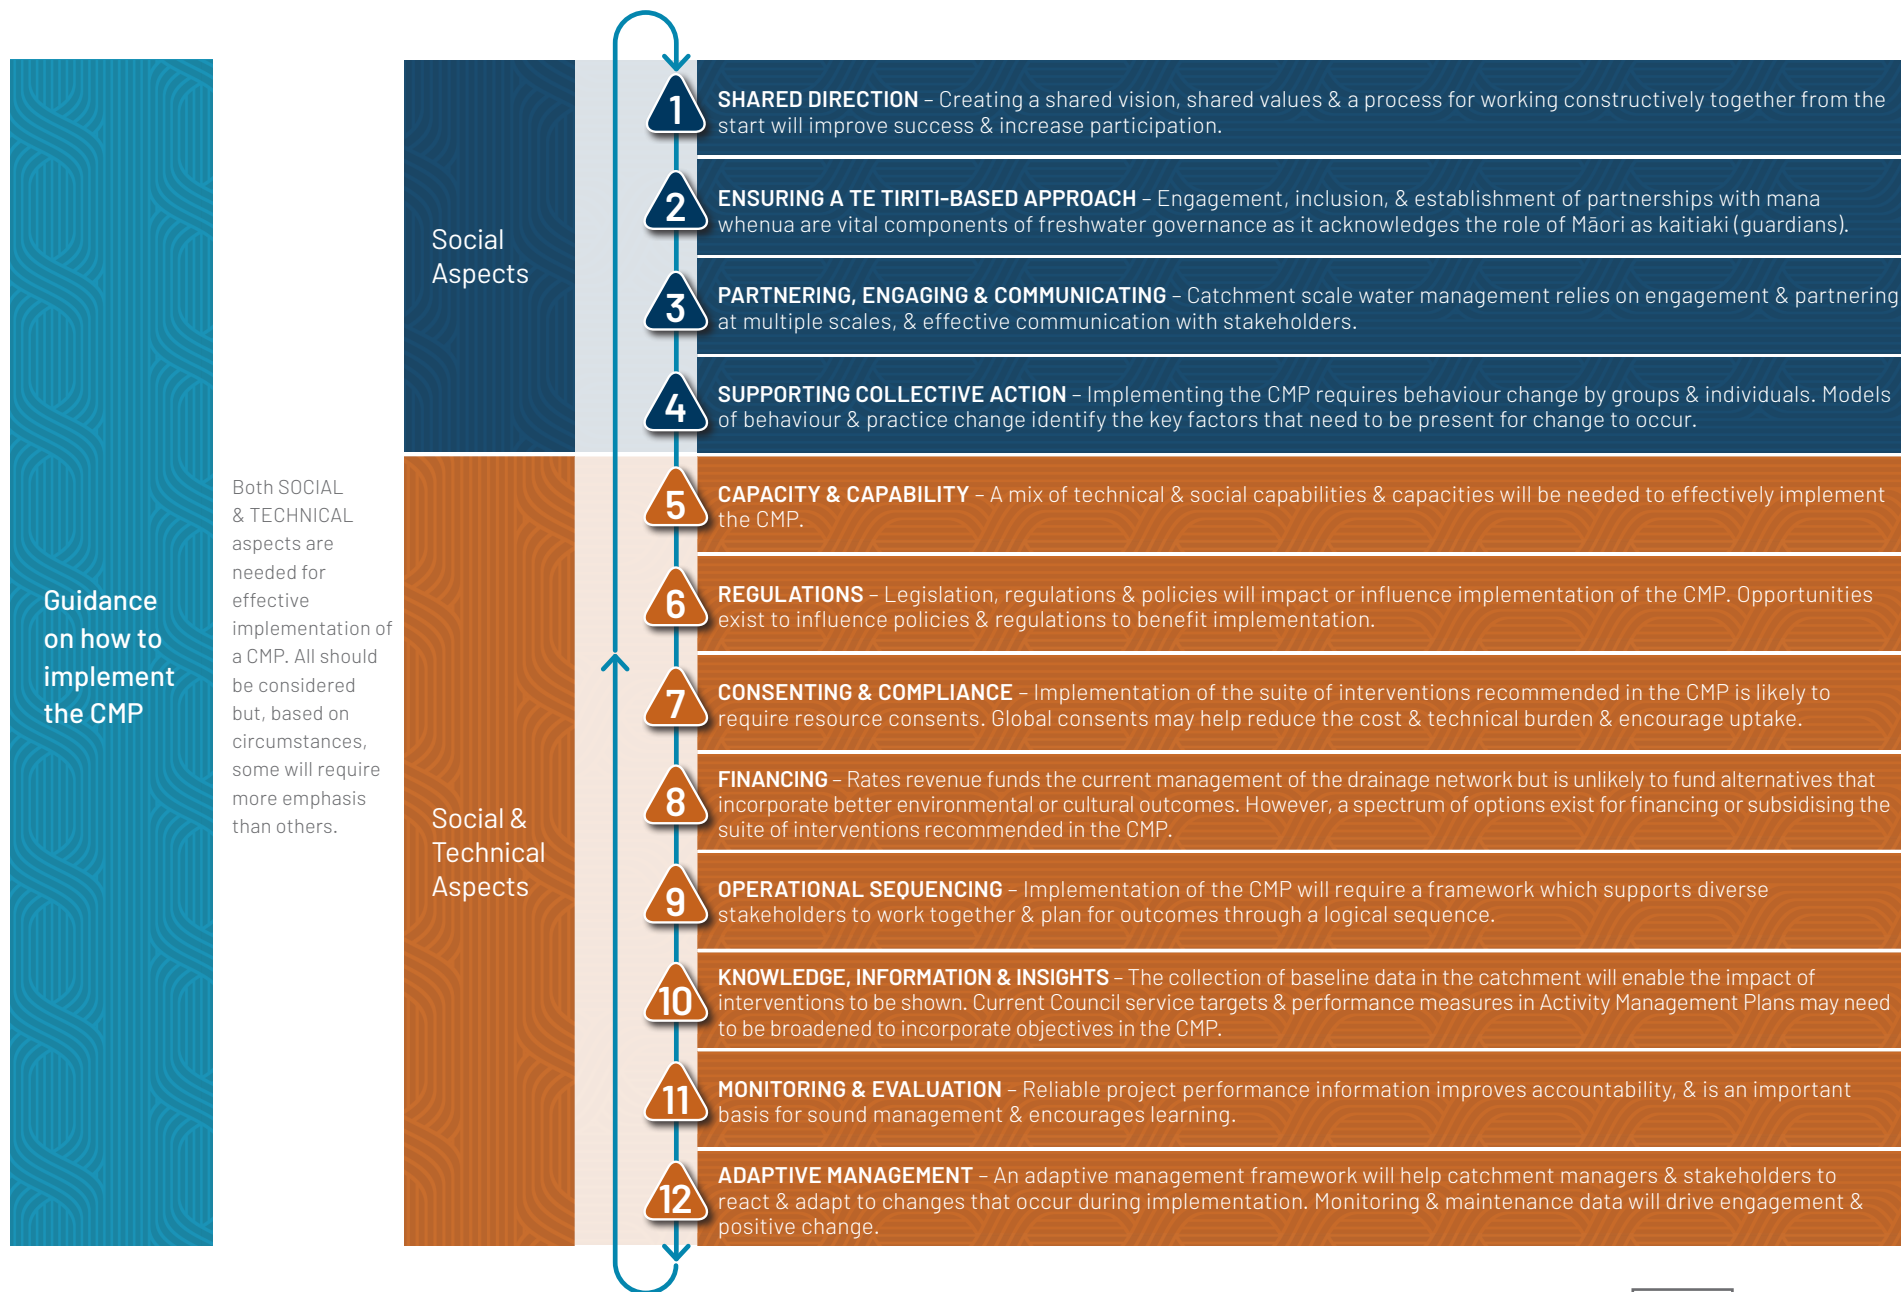 Guidance
on how to
implement
the CMP
Both SOCIAL
& TECHNICAL
aspects are
needed for
effective
implementation of
a CMP. All should
be considered
but, based on
circumstances,
some will require
more emphasis
than others.
Social
Aspects
1
SHARED DIRECTION – Creating a shared vision, shared values & a process for working constructively together from the
start will improve success & increase participation.
2
ENSURING A TE TIRITI-BASED APPROACH – Engagement, inclusion, & establishment of partnerships with mana
whenua are vital components of freshwater governance as it acknowledges the role of Māori as kaitiaki (guardians).
3
PARTNERING, ENGAGING & COMMUNICATING – Catchment scale water management relies on engagement & partnering
at multiple scales, & effective communication with stakeholders.
4
SUPPORTING COLLECTIVE ACTION – Implementing the CMP requires behaviour change by groups & individuals. Models
of behaviour & practice change identify the key factors that need to be present for change to occur.
Social &
Technical
Aspects
5
CAPACITY & CAPABILITY – A mix of technical & social capabilities & capacities will be needed to effectively implement
the CMP.
6
REGULATIONS – Legislation, regulations & policies will impact or influence implementation of the CMP. Opportunities
exist to influence policies & regulations to benefit implementation.
7
CONSENTING & COMPLIANCE – Implementation of the suite of interventions recommended in the CMP is likely to
require resource consents. Global consents may help reduce the cost & technical burden & encourage uptake.
8
FINANCING – Rates revenue funds the current management of the drainage network but is unlikely to fund alternatives that
incorporate better environmental or cultural outcomes. However, a spectrum of options exist for financing or subsidising the
suite of interventions recommended in the CMP.
9
OPERATIONAL SEQUENCING – Implementation of the CMP will require a framework which supports diverse
stakeholders to work together & plan for outcomes through a logical sequence.
10
KNOWLEDGE, INFORMATION & INSIGHTS – The collection of baseline data in the catchment will enable the impact of
interventions to be shown. Current Council service targets & performance measures in Activity Management Plans may need
to be broadened to incorporate objectives in the CMP.
11
MONITORING & EVALUATION – Reliable project performance information improves accountability, & is an important
basis for sound management & encourages learning.
12
ADAPTIVE MANAGEMENT – An adaptive management framework will help catchment managers & stakeholders to
react & adapt to changes that occur during implementation. Monitoring & maintenance data will drive engagement &
positive change.